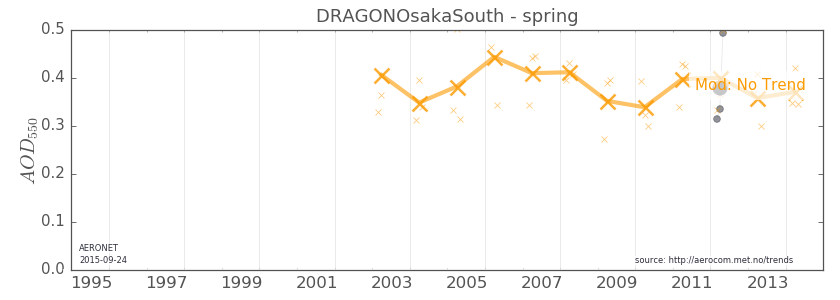 DRAGONOsakaSouth - spring
0.5
0.4
0.3
0.2
0.1
0.0
AOD550
Mod: No Trend
AERONET
2015-09-24
source: http://aerocom.met.no/trends
1995 1997 1999 2001 2003 2005 2007 2009 2011 2013